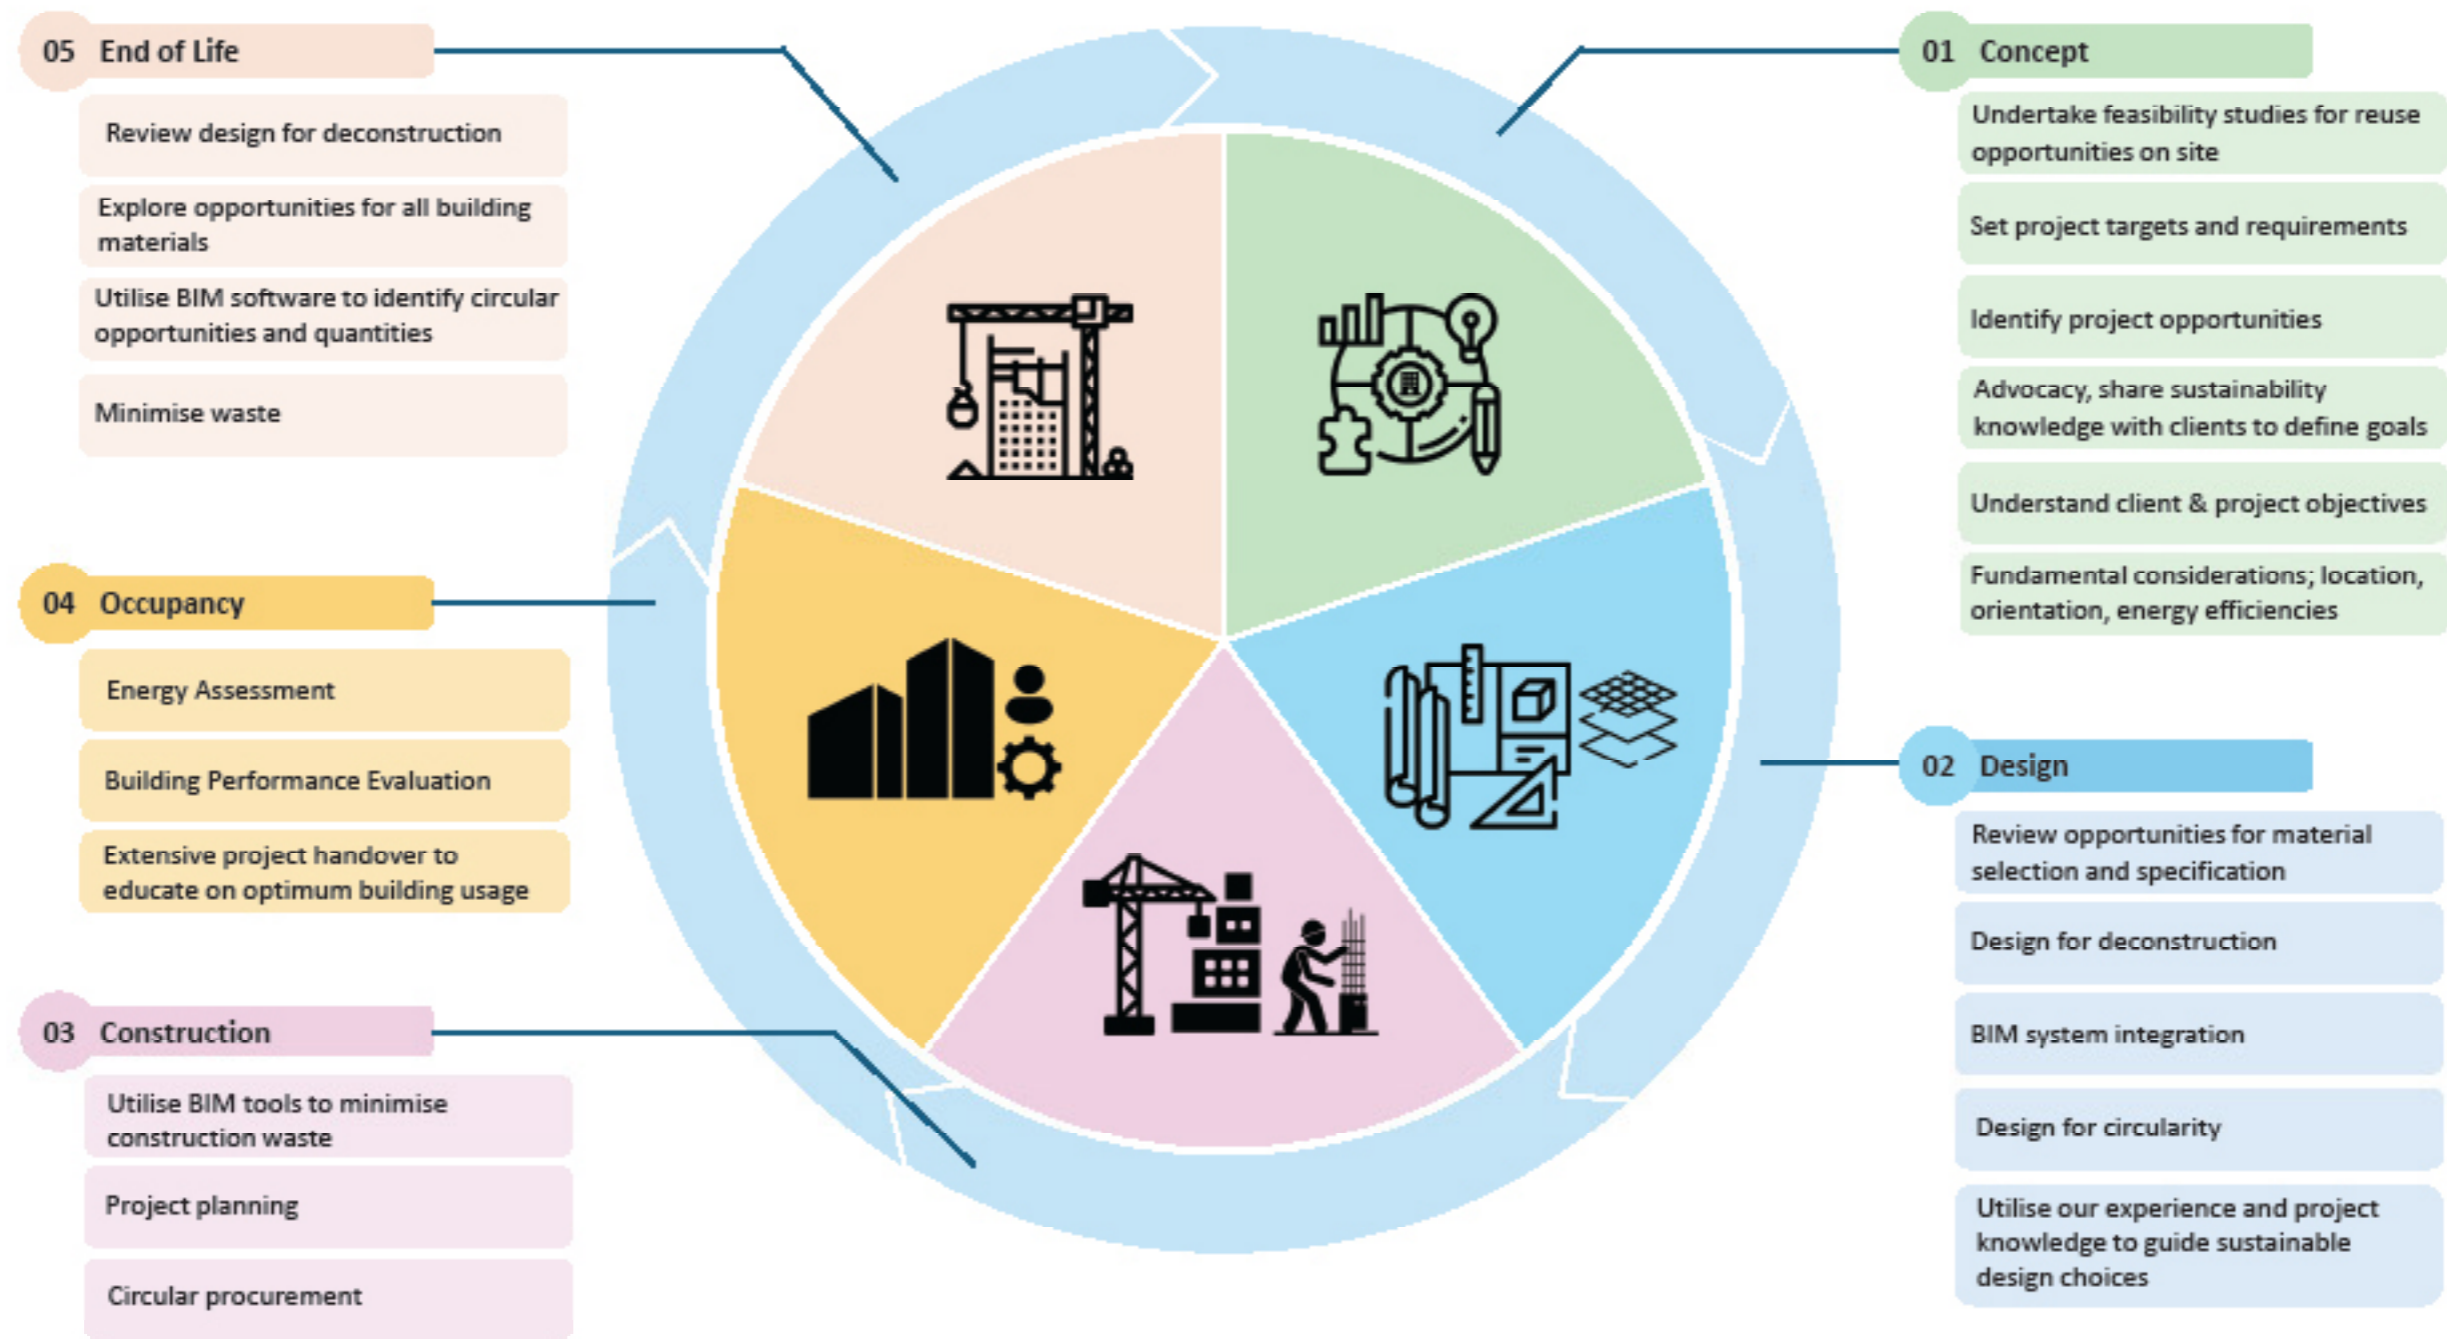 01 Concept
Undertake feasibility studies for reuse
opportunities on site
Set project targets and requirements
Identify project opportunities
Advocacy, share sustainability
knowledge with clients to define goals
Understand client & project objectives
Fundamental considerations; location,
orientation, energy efficiencies
02 Design
Review opportunities for material
selection and specification
Design for deconstruction
BIM system integration
Design for circularity
Utilise our experience and project
knowledge to guide sustainable
design choices
03 Construction
Utilise BIM tools to minimise
construction waste
Project planning
Circular procurement
04 Occupancy
Energy Assessment
Building Performance Evaluation
Extensive project handover to
educate on optimum building usage
05 End of Life
Review design for deconstruction
Explore opportunities for all building
materials
Utilise BIM software to identify circular
opportunities and quantities
Minimise waste